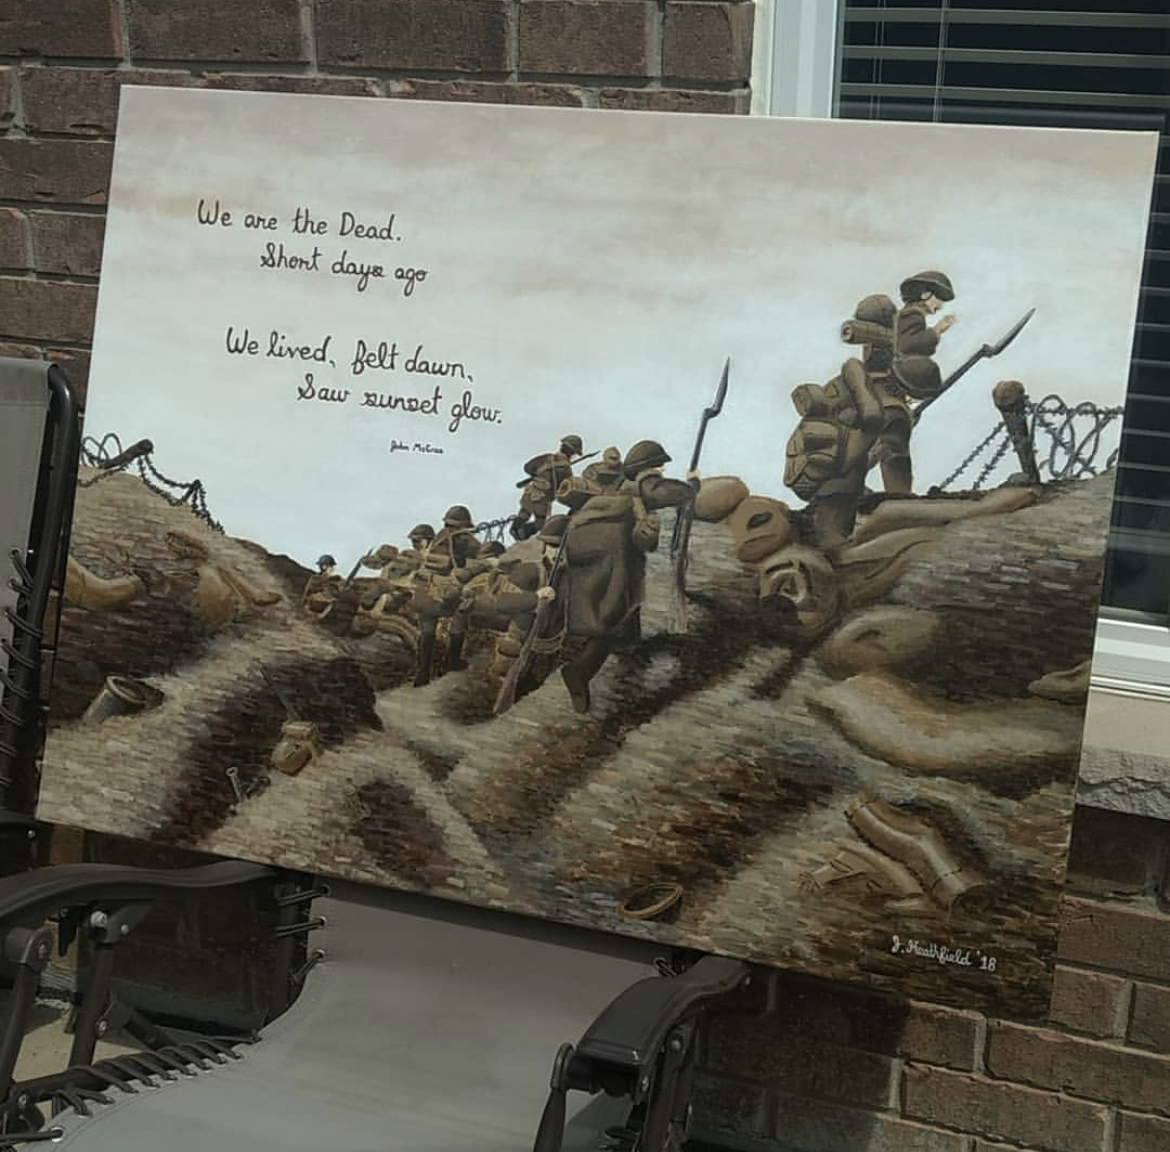 We are the Dead.
Short days ago
We lived, felt dawn,
Saw sunset glow.
John McCrae
J. Heathfield '18